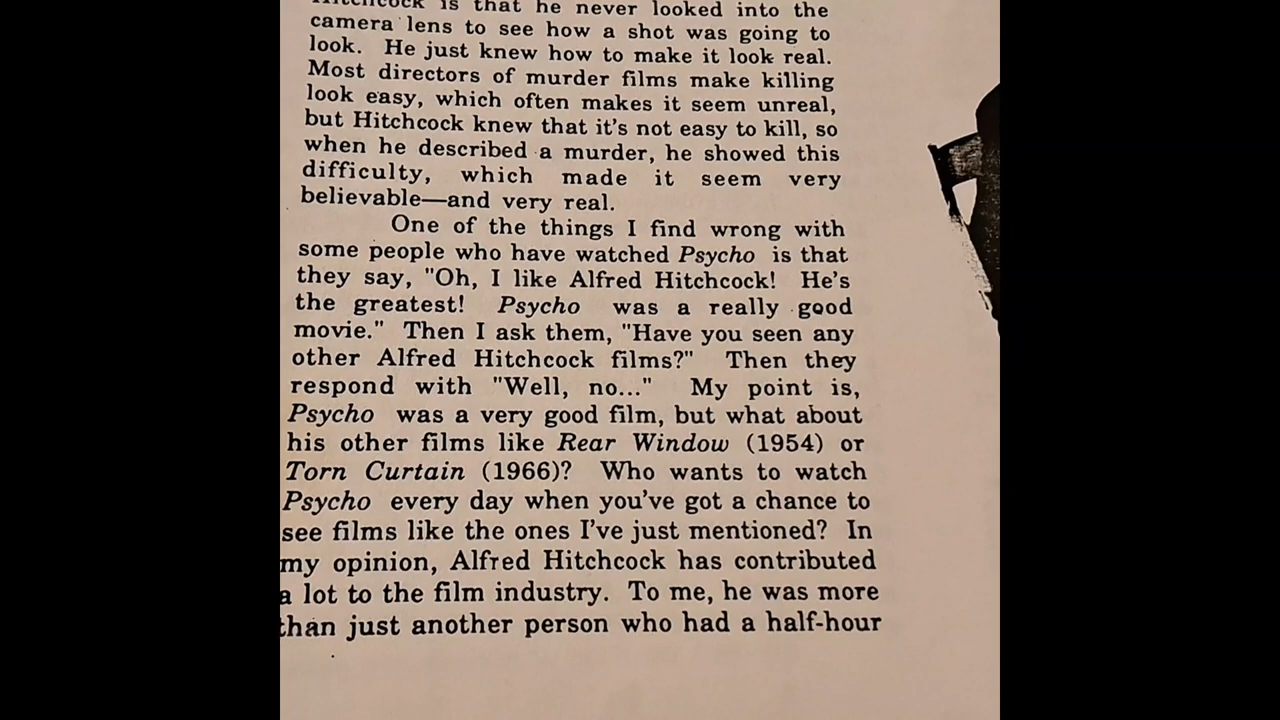 Hitchcock is that he never looked into the
camera lens to see how a shot was going to
look. He just knew how to make it look real.
Most directors of murder films make killing
look easy, which often makes it seem unreal,
but Hitchcock knew that it's not easy to kill, so
when he described a murder, he showed this
difficulty, which made it seem very
believable—and very real.
One of the things I find wrong with
some people who have watched Psycho is that
they say, "Oh, I like Alfred Hitchcock! He's
the greatest! Psycho was a really good
movie." Then I ask them, "Have you seen any
other Alfred Hitchcock films?" Then they
respond with "Well, no..." My point is,
Psycho was a very good film, but what about
his other films like Rear Window (1954) or
Torn Curtain (1966)? Who wants to watch
Psycho every day when you've got a chance to
see films like the ones I've just mentioned? In
my opinion, Alfred Hitchcock has contributed
a lot to the film industry. To me, he was more
than just another person who had a half-hour